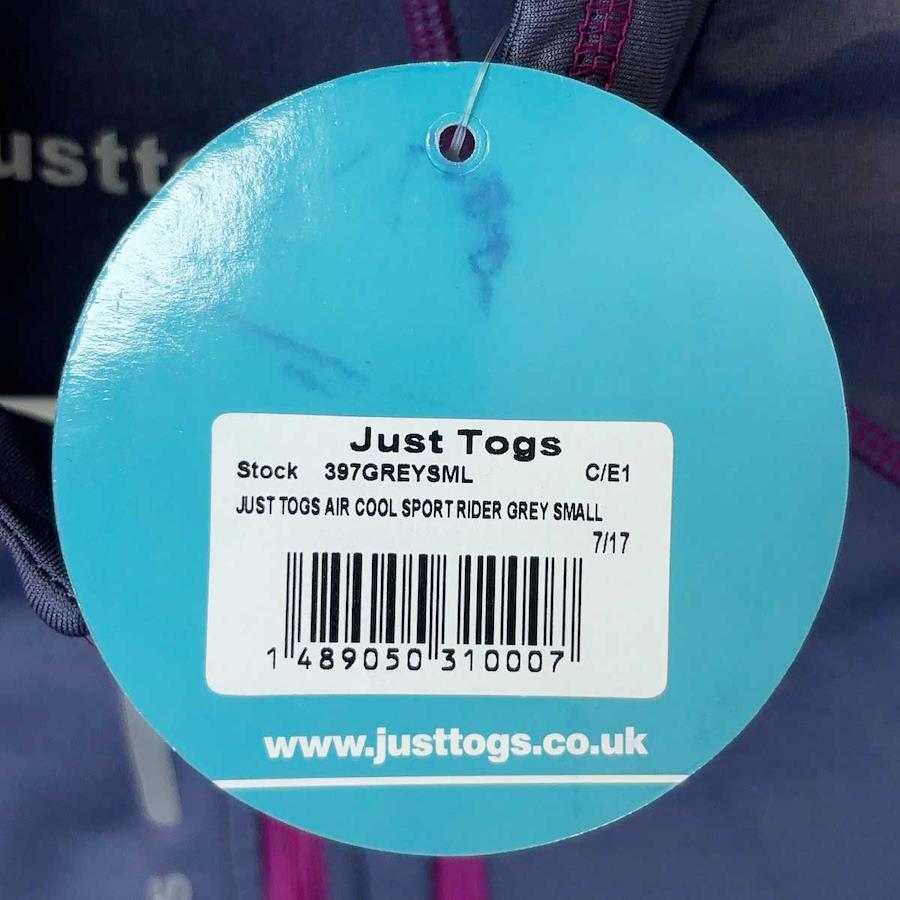 ustt
Just Togs
Stock 397GREYSML C/E1
JUST TOGS AIR COOL SPORT RIDER GREY SMALL
7/17
1 489050 310007
www.justtogs.co.uk
s